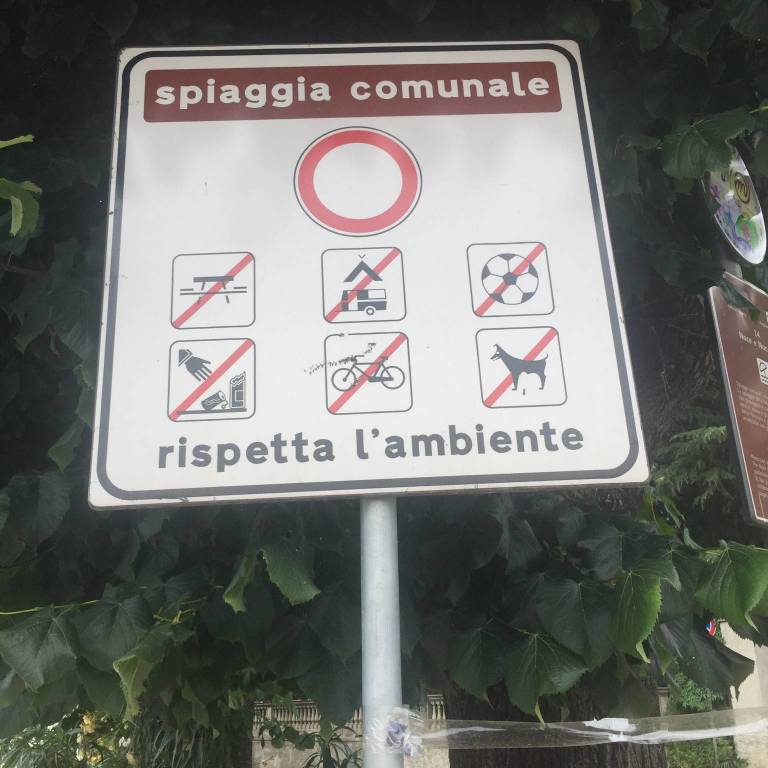 spiaggia comunale
rispetta l'ambiente